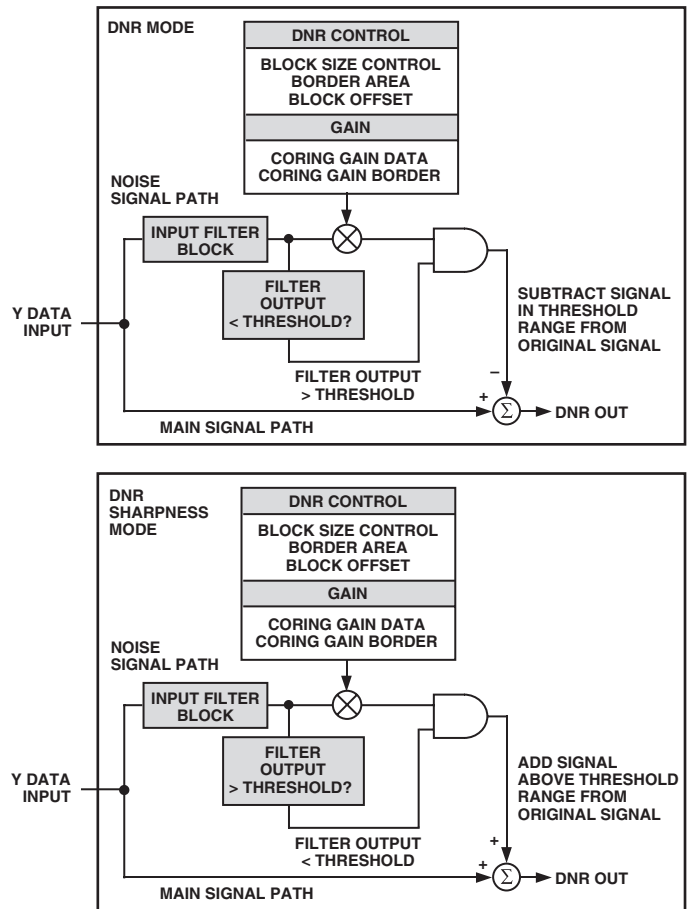 DNR MODE
DNR CONTROL
BLOCK SIZE CONTROL
BORDER AREA
BLOCK OFFSET
GAIN
CORING GAIN DATA
CORING GAIN BORDER
NOISE
SIGNAL PATH
INPUT FILTER
BLOCK
FILTER
OUTPUT
< THRESHOLD?
Y DATA
INPUT
SUBTRACT SIGNAL
IN THRESHOLD
RANGE FROM
ORIGINAL SIGNAL
FILTER OUTPUT
> THRESHOLD
–
+
Σ
DNR OUT
MAIN SIGNAL PATH
DNR
SHARPNESS
MODE
DNR CONTROL
BLOCK SIZE CONTROL
BORDER AREA
BLOCK OFFSET
GAIN
CORING GAIN DATA
CORING GAIN BORDER
NOISE
SIGNAL PATH
INPUT FILTER
BLOCK
FILTER
OUTPUT
> THRESHOLD?
Y DATA
INPUT
ADD SIGNAL
ABOVE THRESHOLD
RANGE FROM
ORIGINAL SIGNAL
FILTER OUTPUT
< THRESHOLD
+
+
Σ
DNR OUT
MAIN SIGNAL PATH